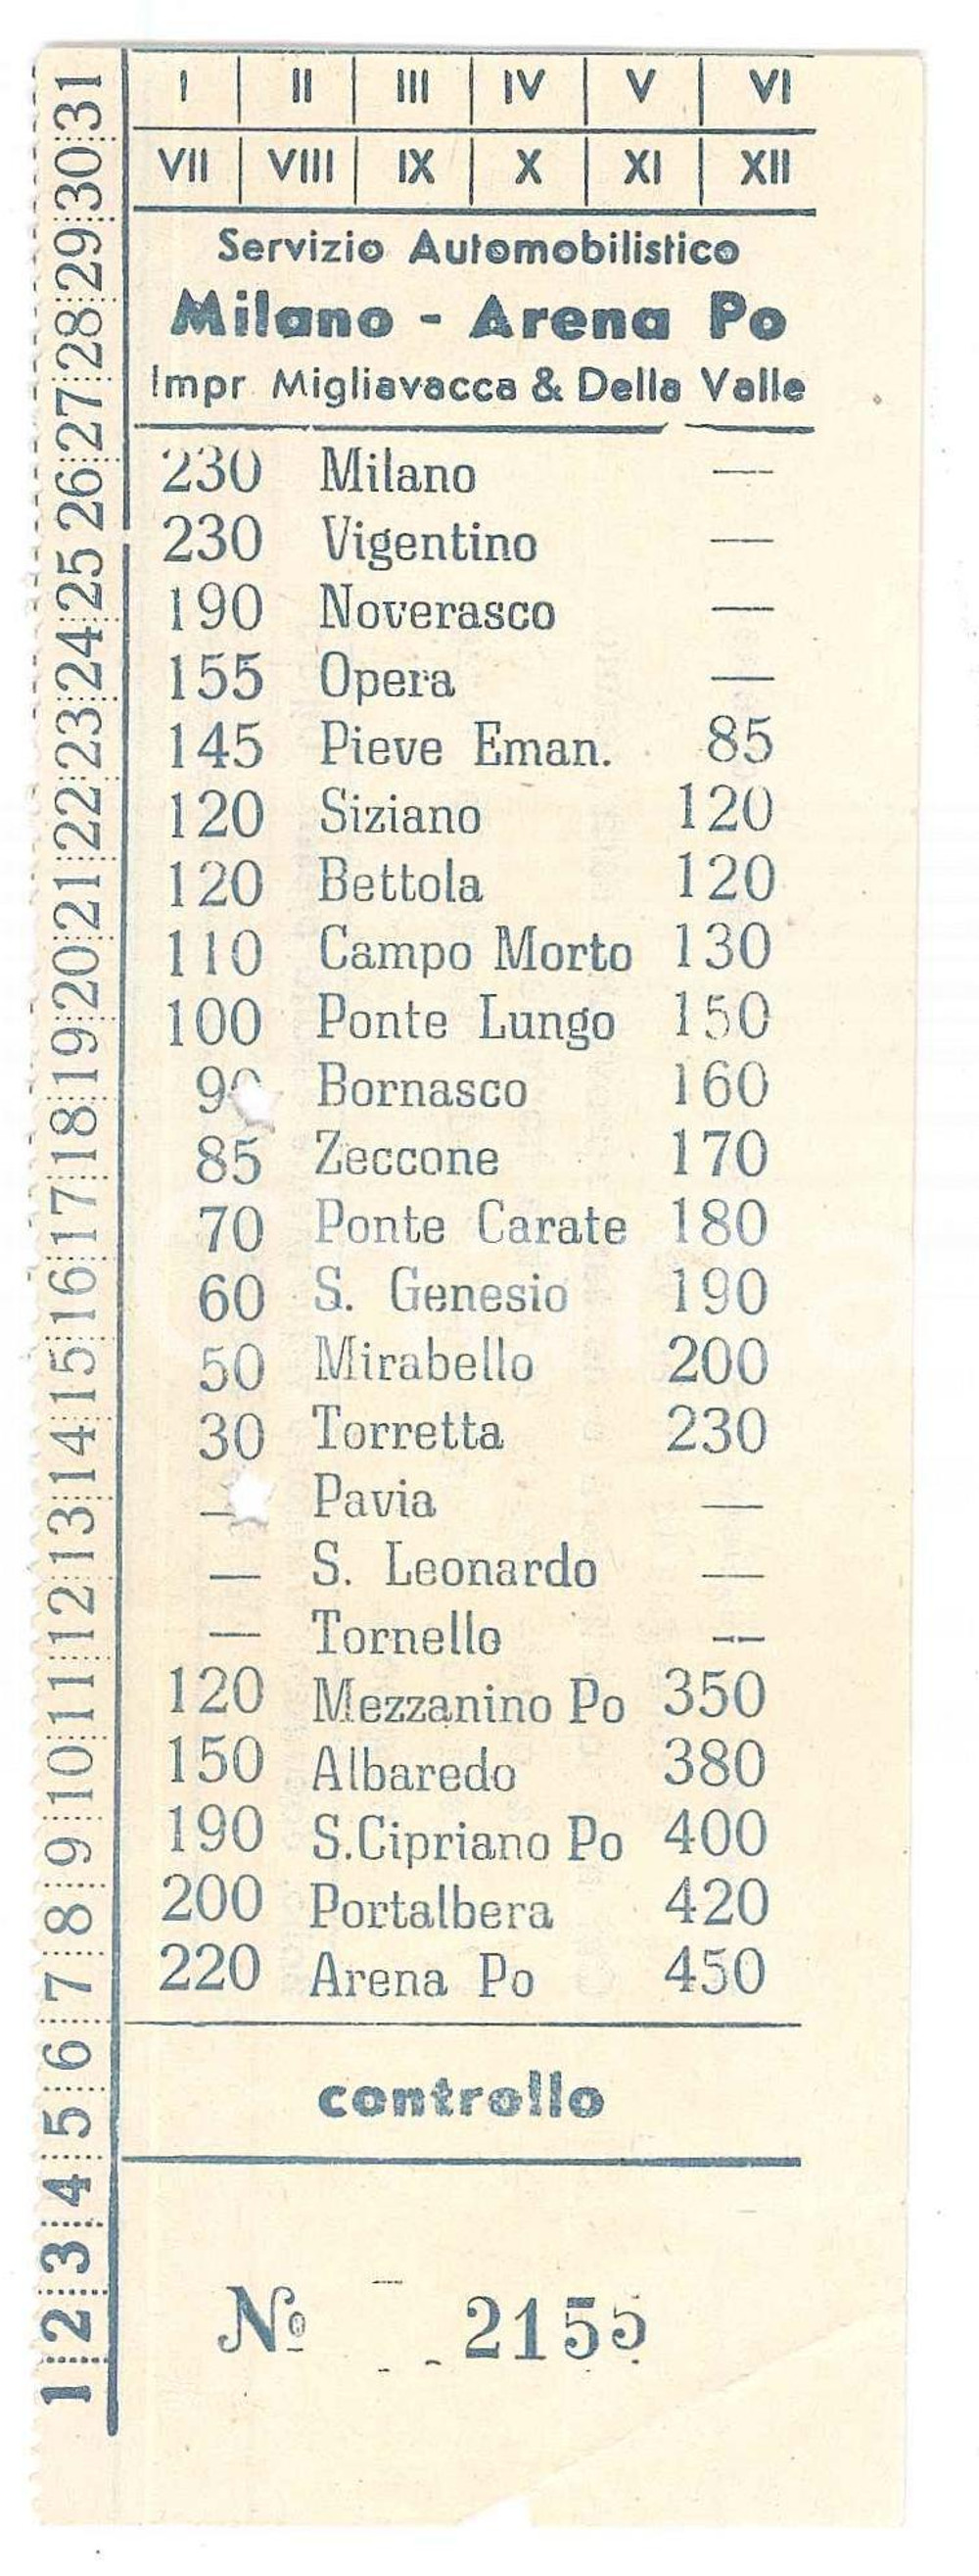 I II III IV V VI
VII VIII IX X XI XII
Servizio Automobilistico
Milano - Arena Po
Impr Migliavacca & Della Valle
230 Milano —
230 Vigentino —
190 Noverasco —
155 Opera —
145 Pieve Eman. 85
120 Siziano 120
120 Bettola 120
110 Campo Morto 130
100 Ponte Lungo 150
Bornasco 160
85 Zeccone 170
70 Ponte Carate 180
60 S. Genesio 190
50 Mirabello 200
30 Torretta 230
— Pavia —
— S. Leonardo —
— Tornello —
120 Mezzanino Po 350
150 Albaredo 380
190 S.Cipriano Po 400
200 Portalbera 420
220 Arena Po 450
controllo
Nº 2155
1 2 3 4 5 6 7 8 9 10 11 12 13 14 15 16 17 18 19 20 21 22 23 24 25 26 27 28 29 30 31